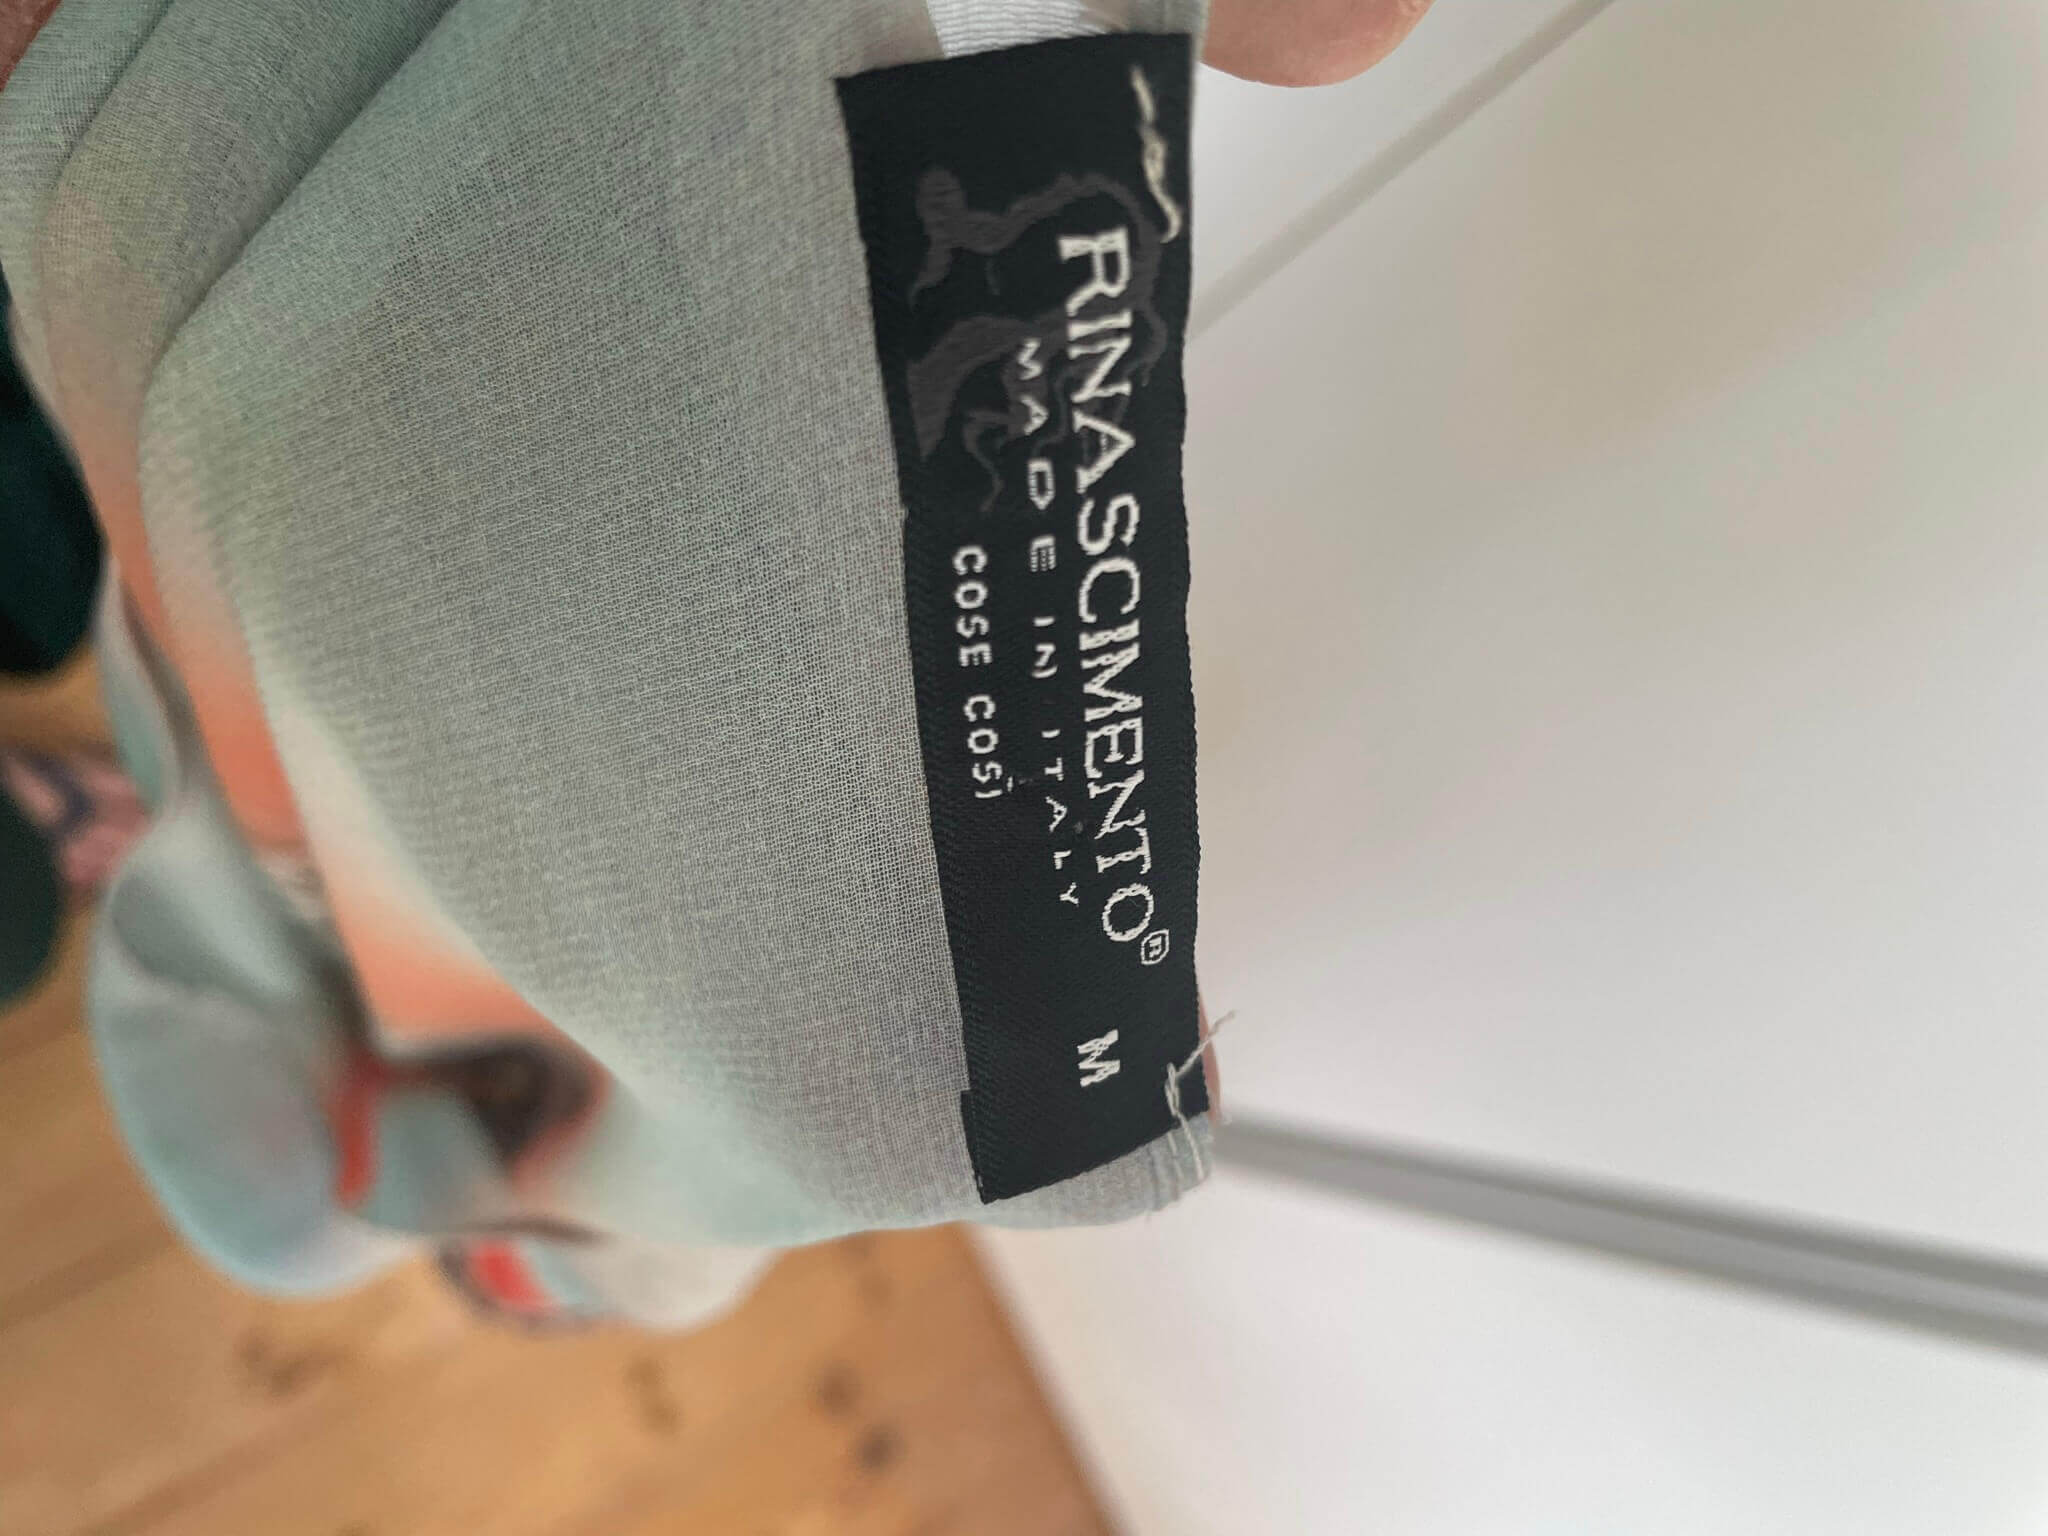 RINASCIMENTO® M
MADE IN ITALY
COSE COSÌ